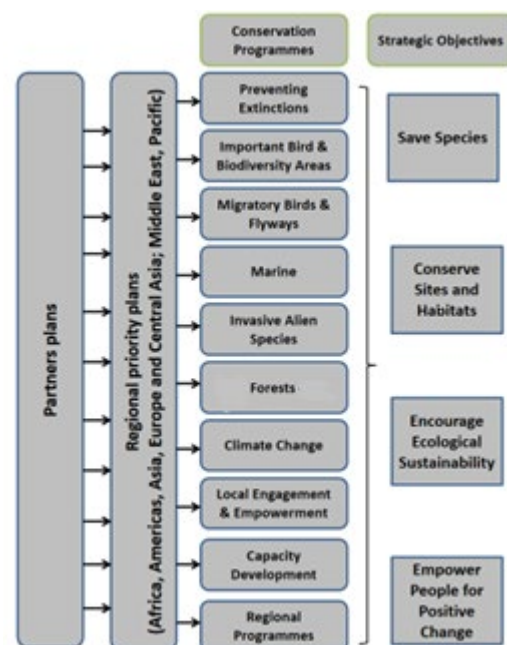 Conservation
Programmes
Strategic Objectives
Partners plans
Regional priority plans
(Africa, Americas, Asia, Europe and Central Asia; Middle East, Pacific)
Preventing
Extinctions
Important Bird &
Biodiversity Areas
Migratory Birds &
Flyways
Marine
Invasive Alien
Species
Forests
Climate Change
Local Engagement
& Empowerment
Capacity
Development
Regional
Programmes
Save Species
Conserve
Sites and
Habitats
Encourage
Ecological
Sustainability
Empower
People for
Positive
Change